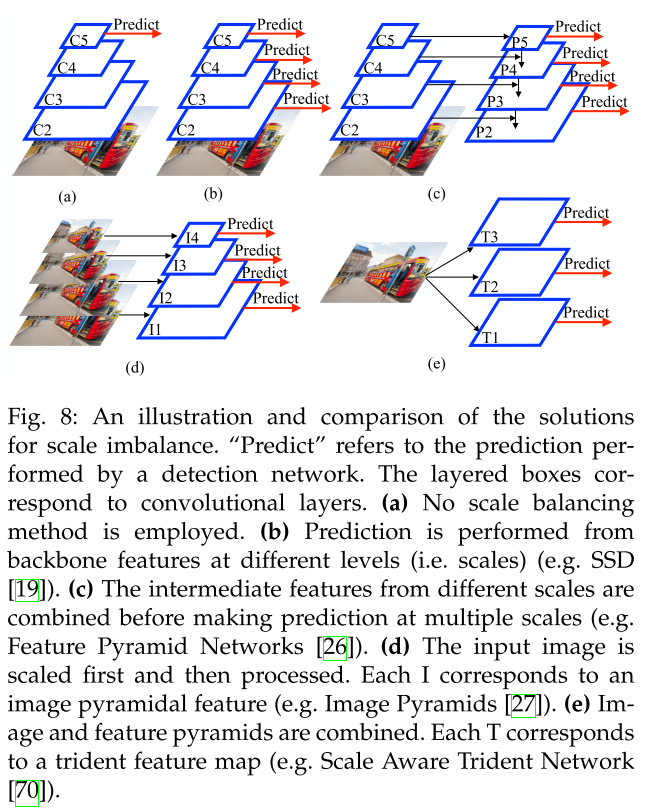 Predict
C5
C4
C3
C2
(a)
Predict
C5
Predict
C4
Predict
C3
Predict
C2
(b)
C5
C4
C3
C2
Predict
P5
Predict
P4
Predict
P3
Predict
P2
(c)
Predict
I4
Predict
I3
Predict
I2
Predict
I1
(d)
Predict
T3
Predict
T2
Predict
T1
(e)
Fig. 8: An illustration and comparison of the solutions
for scale imbalance. “Predict” refers to the prediction per-
formed by a detection network. The layered boxes cor-
respond to convolutional layers. (a) No scale balancing
method is employed. (b) Prediction is performed from
backbone features at different levels (i.e. scales) (e.g. SSD
[19]). (c) The intermediate features from different scales are
combined before making prediction at multiple scales (e.g.
Feature Pyramid Networks [26]). (d) The input image is
scaled first and then processed. Each I corresponds to an
image pyramidal feature (e.g. Image Pyramids [27]). (e) Im-
age and feature pyramids are combined. Each T corresponds
to a trident feature map (e.g. Scale Aware Trident Network
[70]).